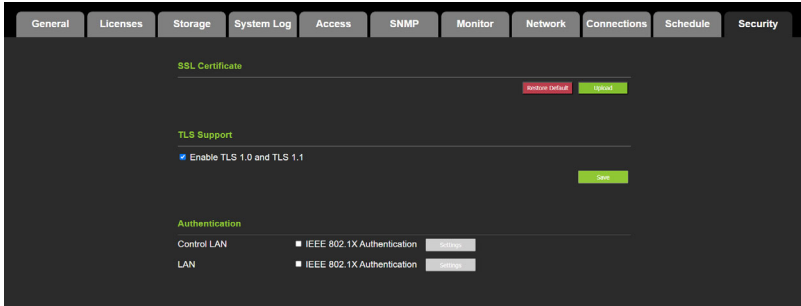 General Licenses Storage System Log Access SNMP Monitor Network Connections Schedule Security
SSL Certificate
Restore Default Upload
TLS Support
Enable TLS 1.0 and TLS 1.1
Save
Authentication
Control LAN IEEE 802.1X Authentication Settings
LAN IEEE 802.1X Authentication Settings